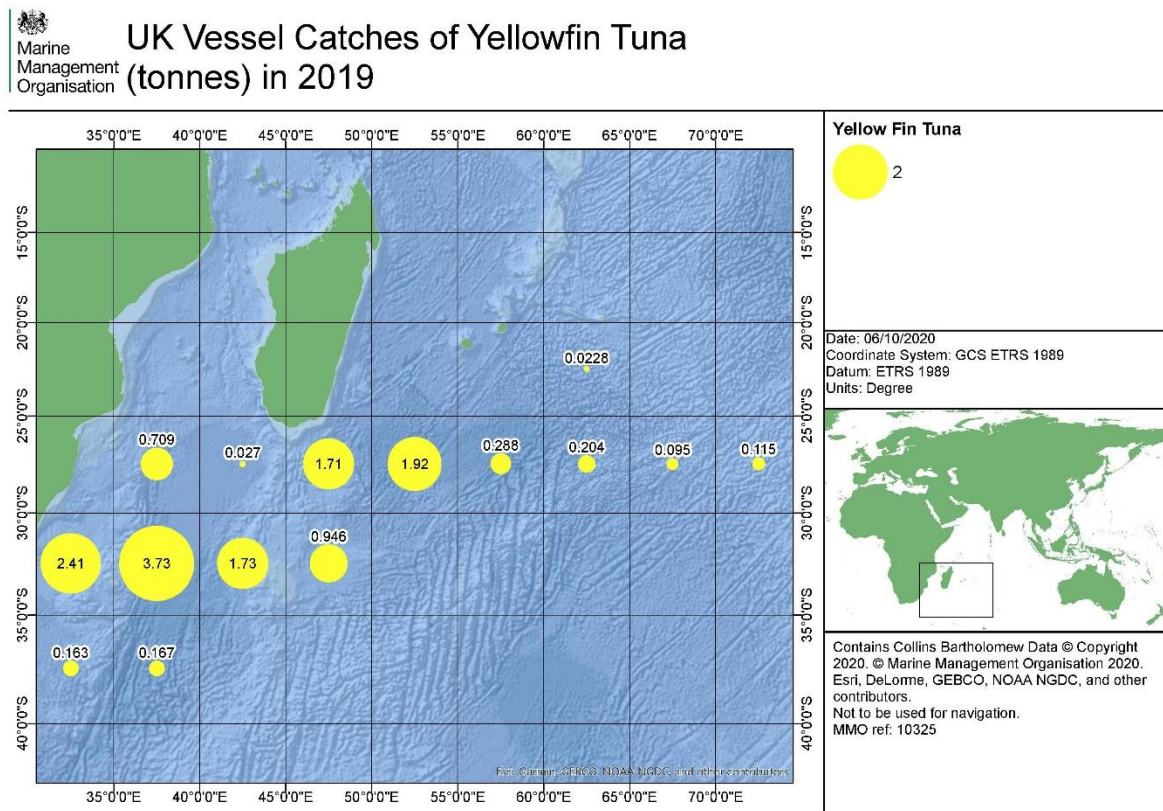 Marine
Management
Organisation
UK Vessel Catches of Yellowfin Tuna
(tonnes) in 2019
35°0'0"E 40°0'0"E 45°0'0"E 50°0'0"E 55°0'0"E 60°0'0"E 65°0'0"E 70°0'0"E
15°0'0"S 15°0'0"S
20°0'0"S 20°0'0"S
0.0228
25°0'0"S 25°0'0"S
0.709 0.027 1.71 1.92 0.288 0.204 0.095 0.115
30°0'0"S 30°0'0"S
2.41 3.73 1.73 0.946
35°0'0"S 35°0'0"S
0.163 0.167
40°0'0"S 40°0'0"S
Esri, Garmin, GEBCO, NOAA NGDC, and other contributors
35°0'0"E 40°0'0"E 45°0'0"E 50°0'0"E 55°0'0"E 60°0'0"E 65°0'0"E 70°0'0"E
Yellow Fin Tuna
2
Date: 06/10/2020
Coordinate System: GCS ETRS 1989
Datum: ETRS 1989
Units: Degree
Contains Collins Bartholomew Data © Copyright
2020. © Marine Management Organisation 2020.
Esri, DeLorme, GEBCO, NOAA NGDC, and other
contributors.
Not to be used for navigation.
MMO ref: 10325